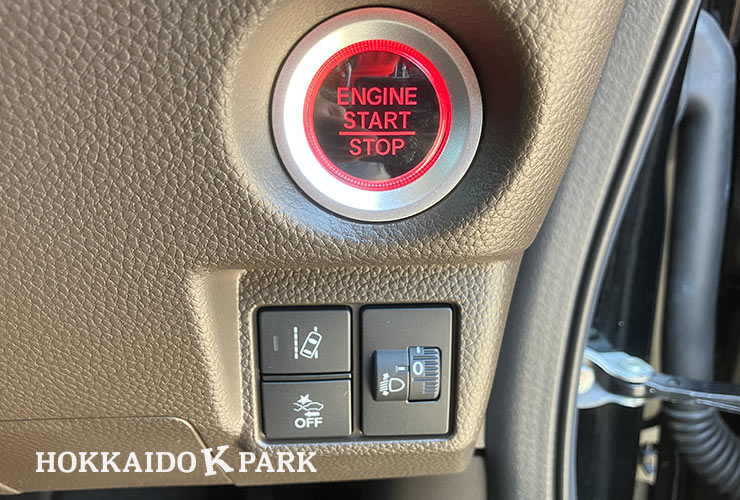 ENGINE
START
STOP
0
OFF
HOKKAIDO K PARK